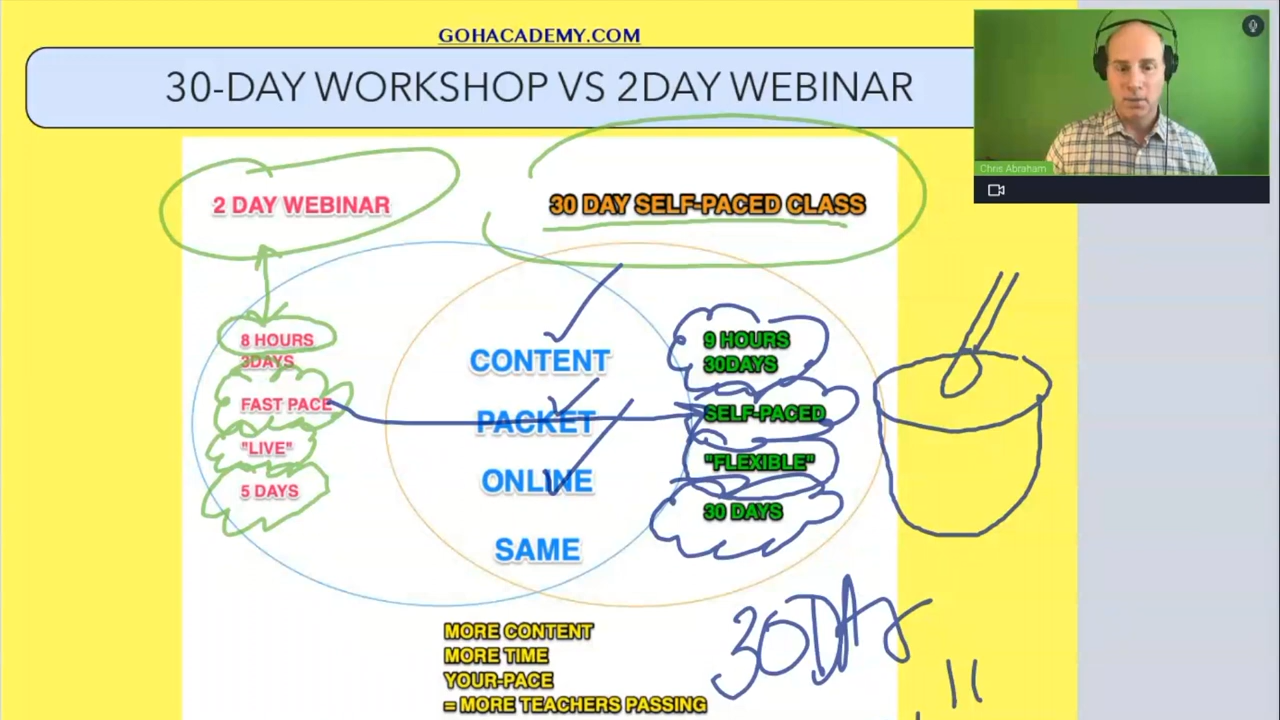 GOHACADEMY.COM
30-DAY WORKSHOP VS 2DAY WEBINAR
Chris Abraham
2 DAY WEBINAR
30 DAY SELF-PACED CLASS
8 HOURS
3DAYS
FAST PACE
"LIVE"
5 DAYS
CONTENT
PACKET
ONLINE
SAME
9 HOURS
30DAYS
SELF-PACED
"FLEXIBLE"
30 DAYS
30 DAY
MORE CONTENT
MORE TIME
YOUR-PACE
= MORE TEACHERS PASSING